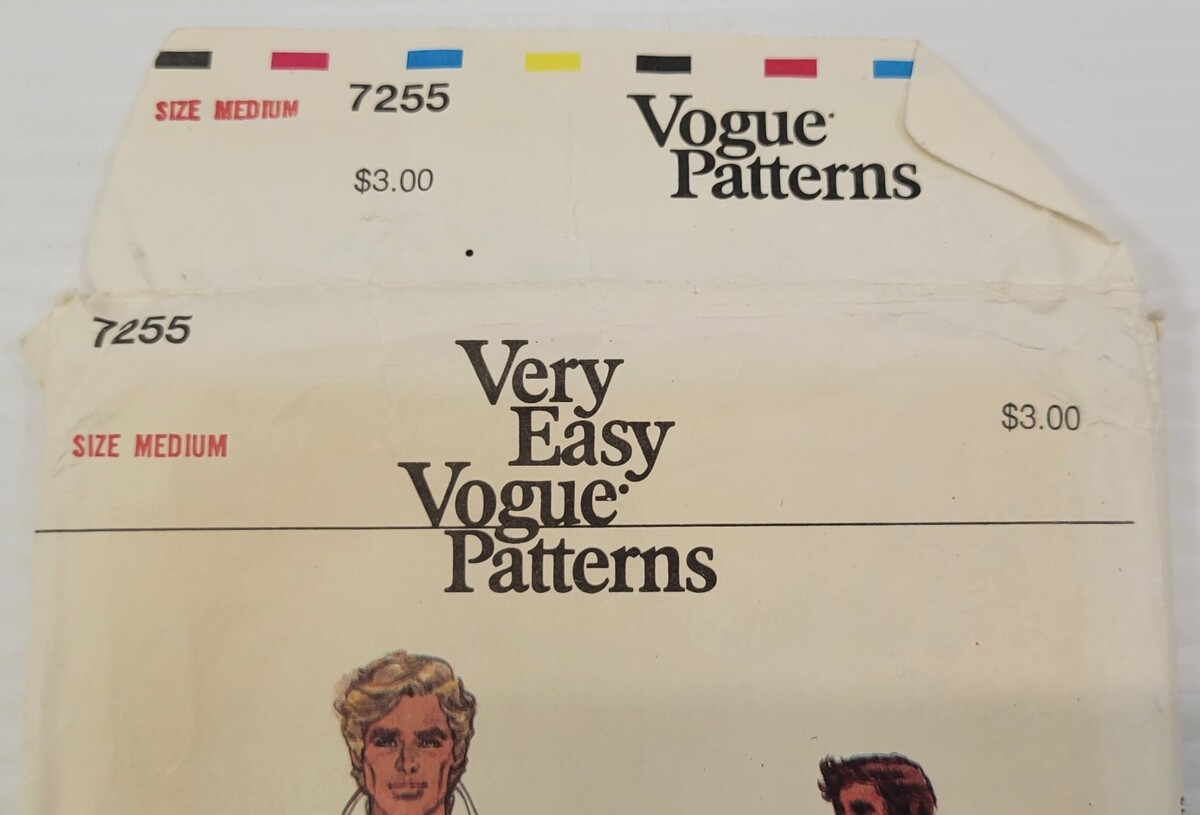 SIZE MEDIUM 7255
$3.00
Vogue
Patterns
7255
SIZE MEDIUM
Very
Easy
Vogue
Patterns
$3.00